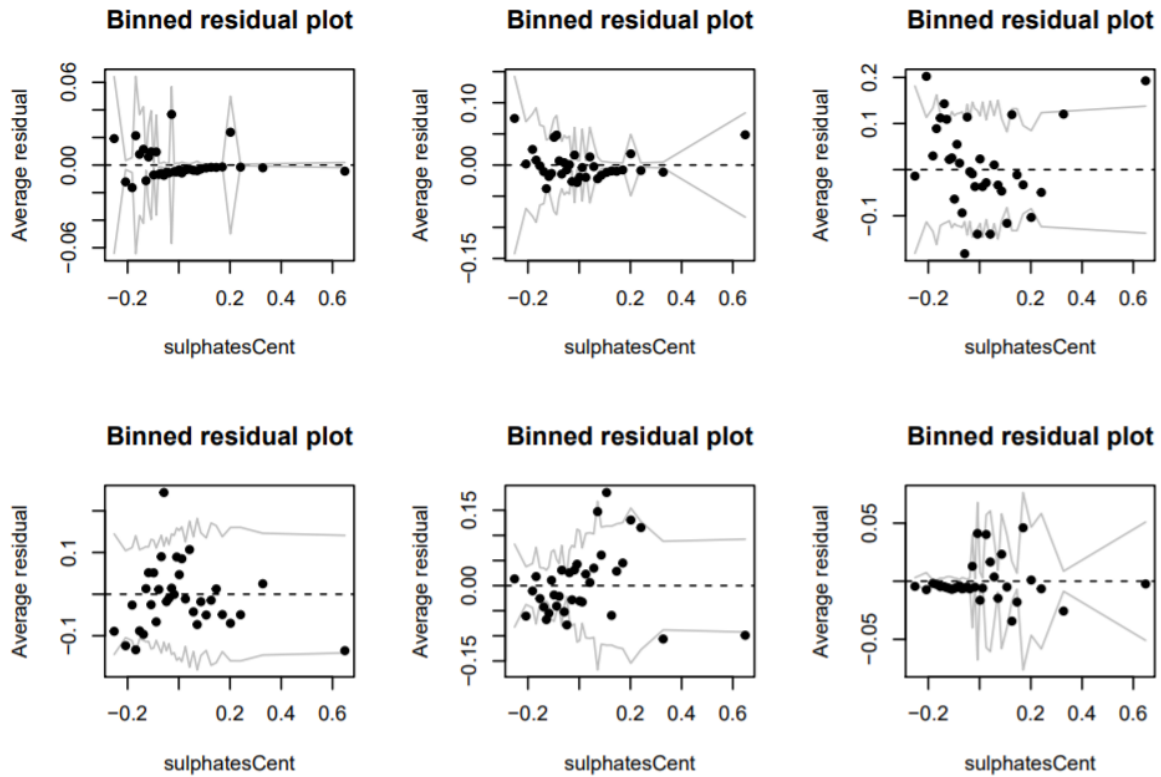 Binned residual plot
Average residual
0.06
0.00
−0.06
−0.2 0.2 0.4 0.6
sulphatesCent
Binned residual plot
Average residual
0.10
0.00
−0.15
−0.2 0.2 0.4 0.6
sulphatesCent
Binned residual plot
Average residual
0.2
0.1
−0.1
−0.2 0.2 0.4 0.6
sulphatesCent
Binned residual plot
Average residual
0.1
−0.1
−0.2 0.2 0.4 0.6
sulphatesCent
Binned residual plot
Average residual
0.15
0.00
−0.15
−0.2 0.2 0.4 0.6
sulphatesCent
Binned residual plot
Average residual
0.05
−0.05
−0.2 0.2 0.4 0.6
sulphatesCent